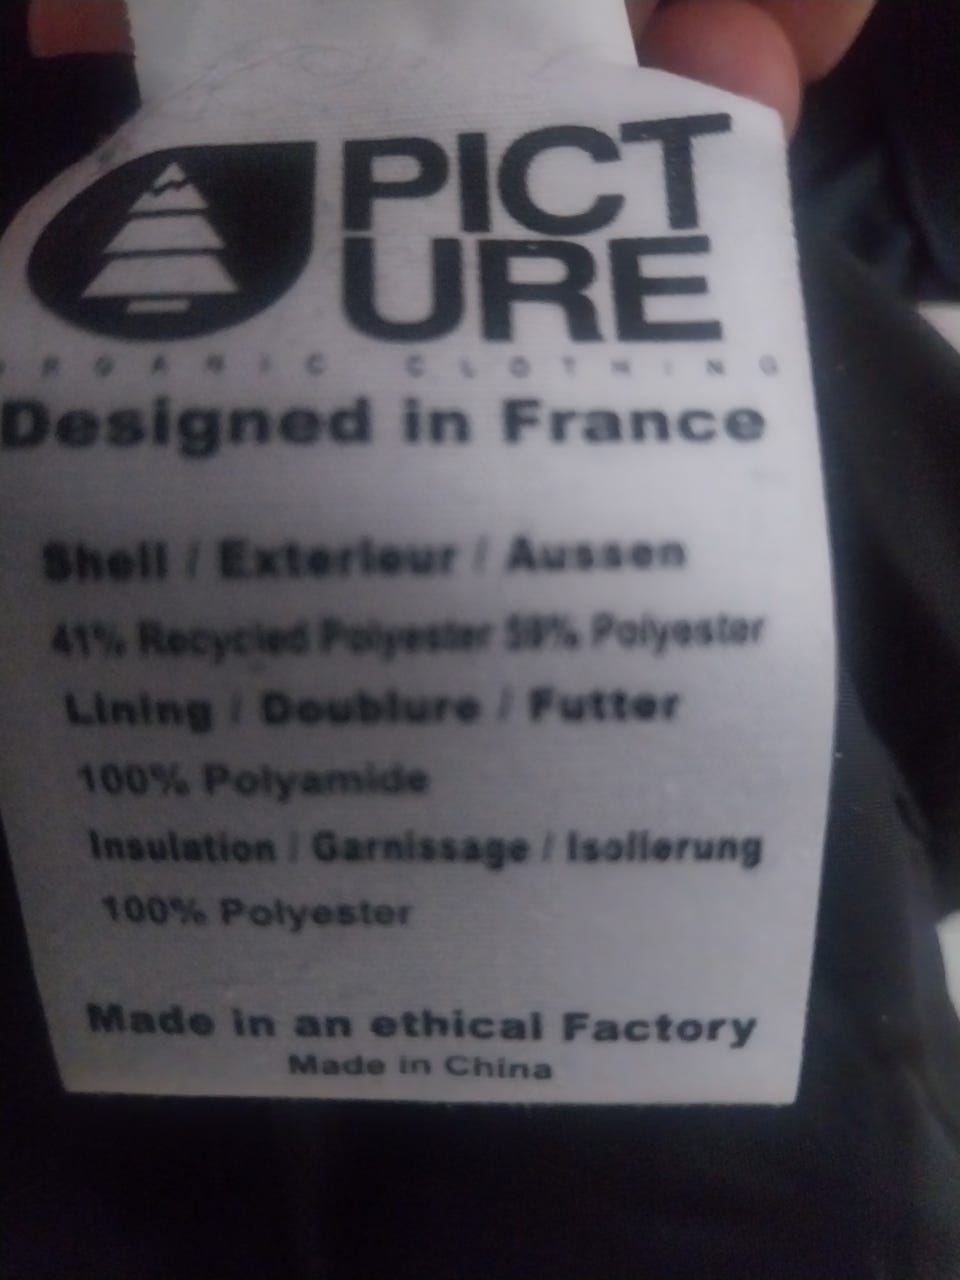 PICT
URE
ORGANIC CLOTHING
Designed in France
Shell / Exterieur / Aussen
41% Recycled Polyester 59% Polyester
Lining / Doublure / Futter
100% Polyamide
Insulation / Garnissage / Isolierung
100% Polyester
Made in an ethical Factory
Made in China